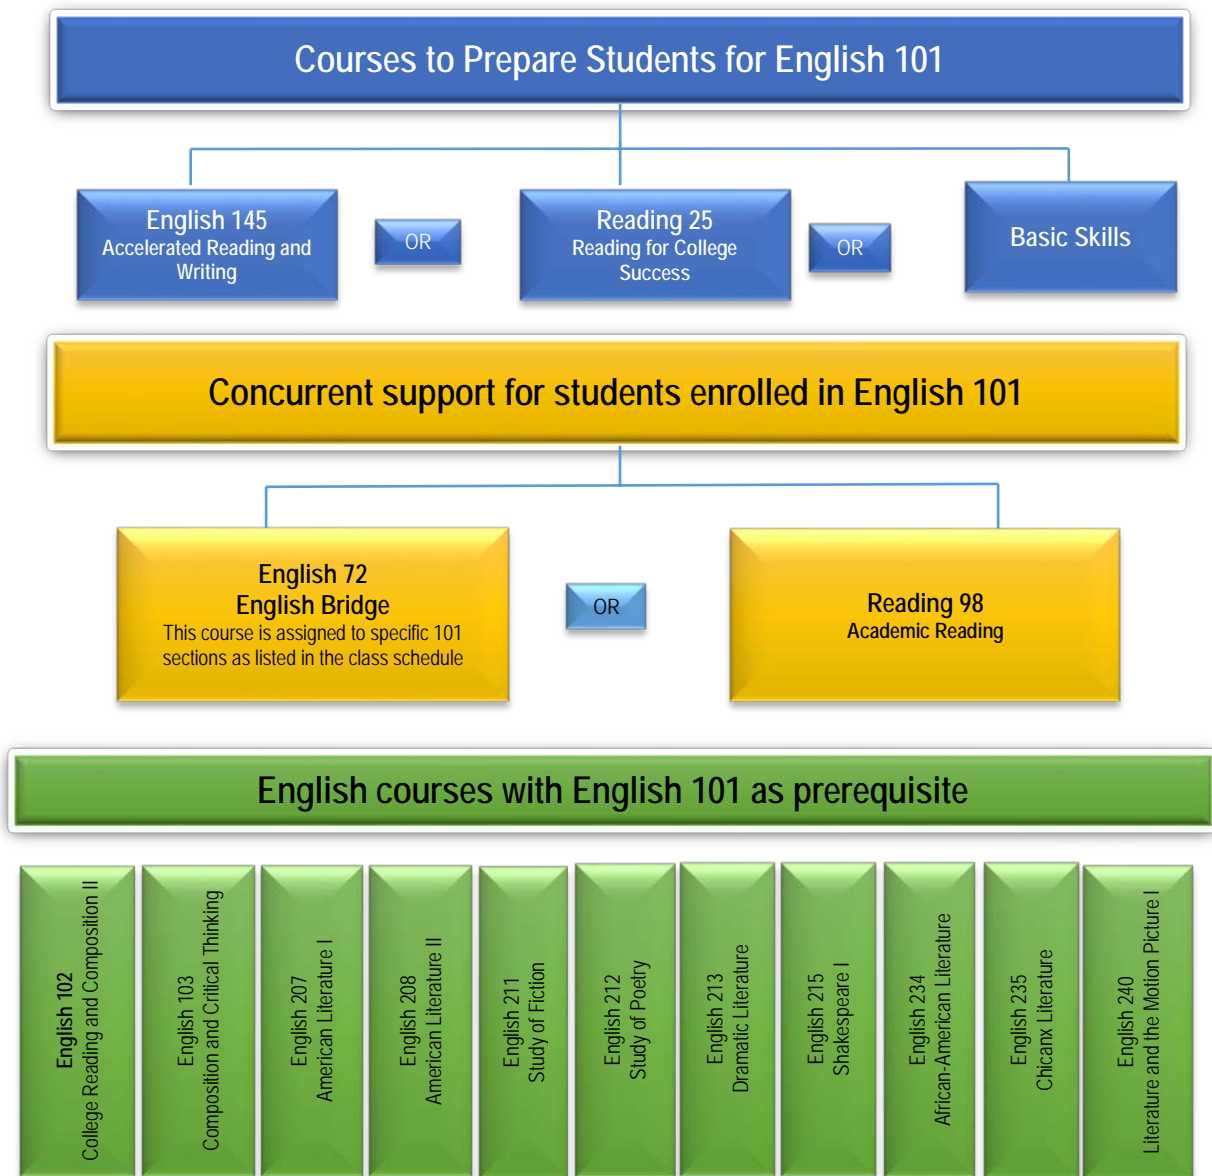 Courses to Prepare Students for English 101
English 145
Accelerated Reading and
Writing
OR
Reading 25
Reading for College
Success
OR
Basic Skills
Concurrent support for students enrolled in English 101
English 72
English Bridge
This course is assigned to specific 101
sections as listed in the class schedule
OR
Reading 98
Academic Reading
English courses with English 101 as prerequisite
English 102
College Reading and Composition II
English 103
Composition and Critical Thinking
English 207
American Literature I
English 208
American Literature II
English 211
Study of Fiction
English 212
Study of Poetry
English 213
Dramatic Literature
English 215
Shakespeare I
English 234
African-American Literature
English 235
Chicanx Literature
English 240
Literature and the Motion Picture I